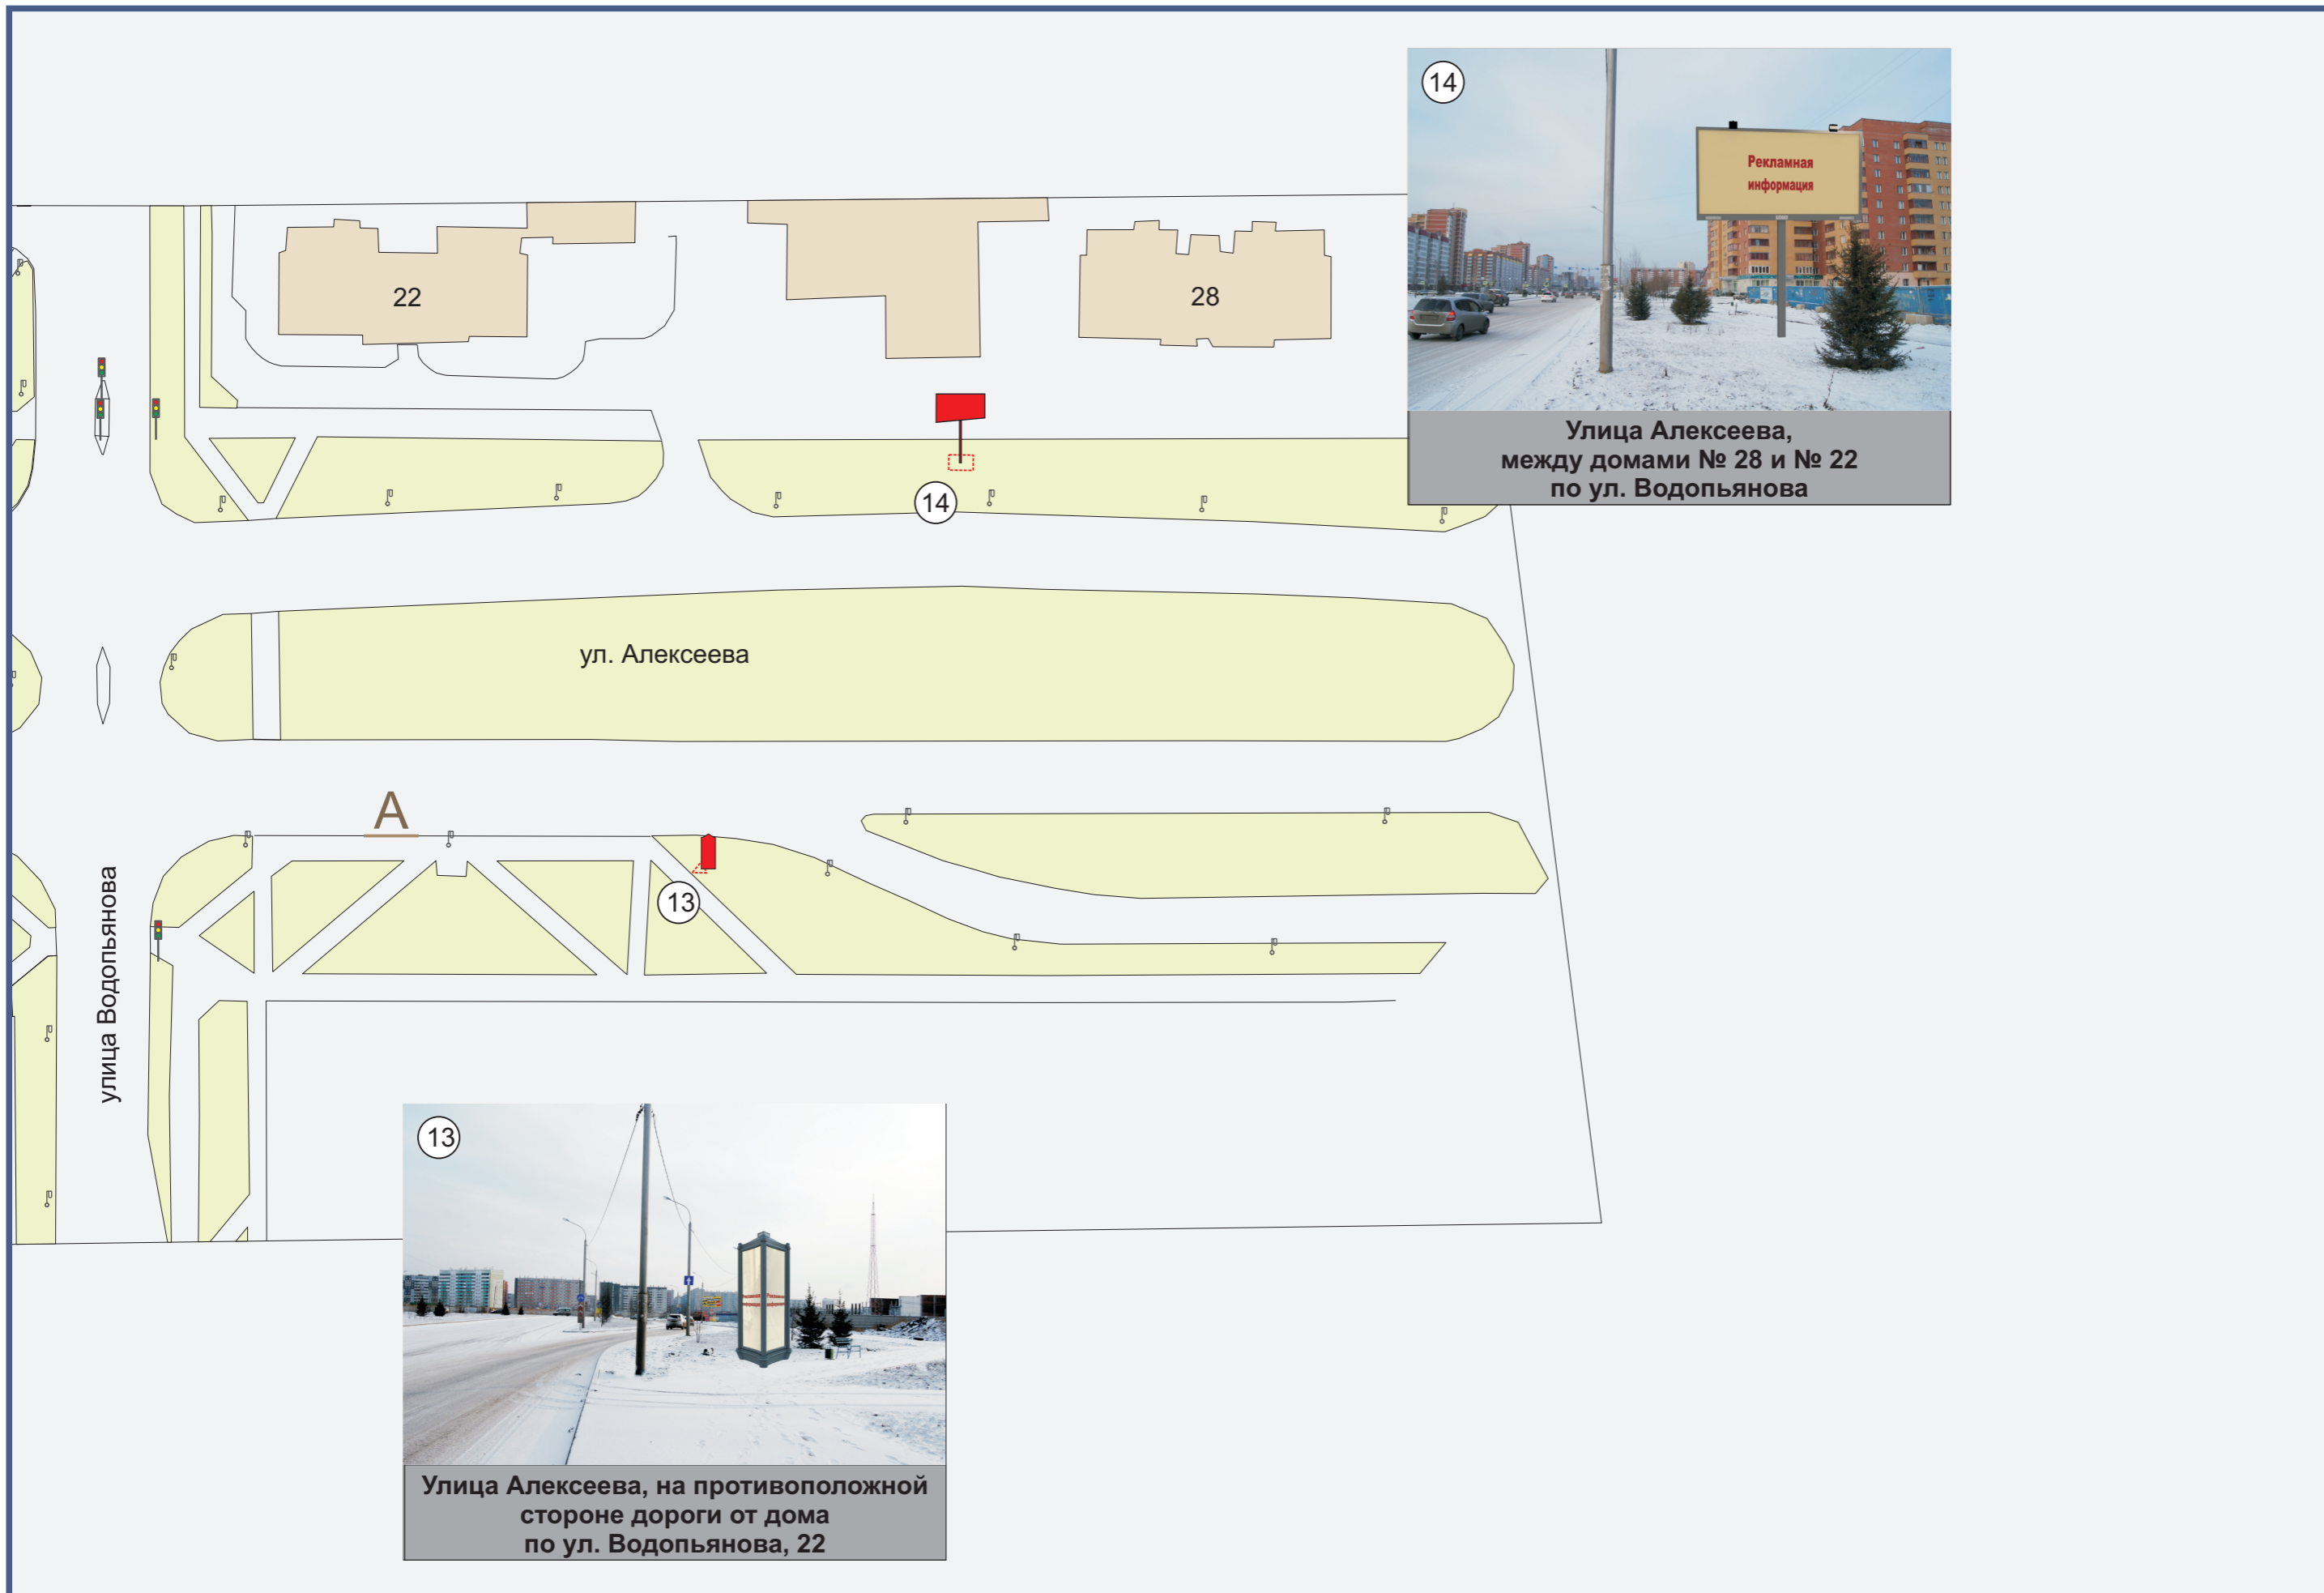 14
Рекламная
информация
Улица Алексеева,
между домами № 28 и № 22
по ул. Водопьянова
22
28
14
ул. Алексеева
А
13
улица Водопьянова
13
Улица Алексеева, на противоположной
стороне дороги от дома
по ул. Водопьянова, 22